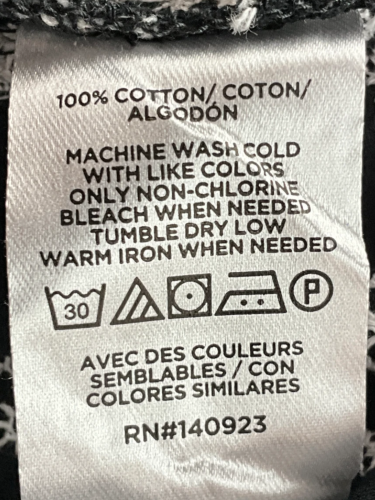 100% COTTON/ COTON/
ALGODÓN
MACHINE WASH COLD
WITH LIKE COLORS
ONLY NON-CHLORINE
BLEACH WHEN NEEDED
TUMBLE DRY LOW
WARM IRON WHEN NEEDED
30 P
AVEC DES COULEURS
SEMBLABLES / CON
COLORES SIMILARES
RN#140923